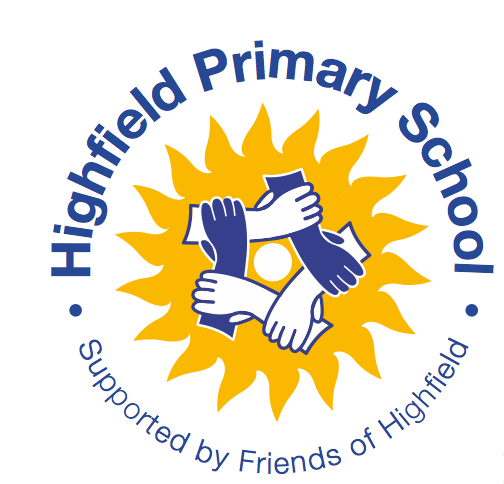 Highfield Primary School
Supported by Friends of Highfield